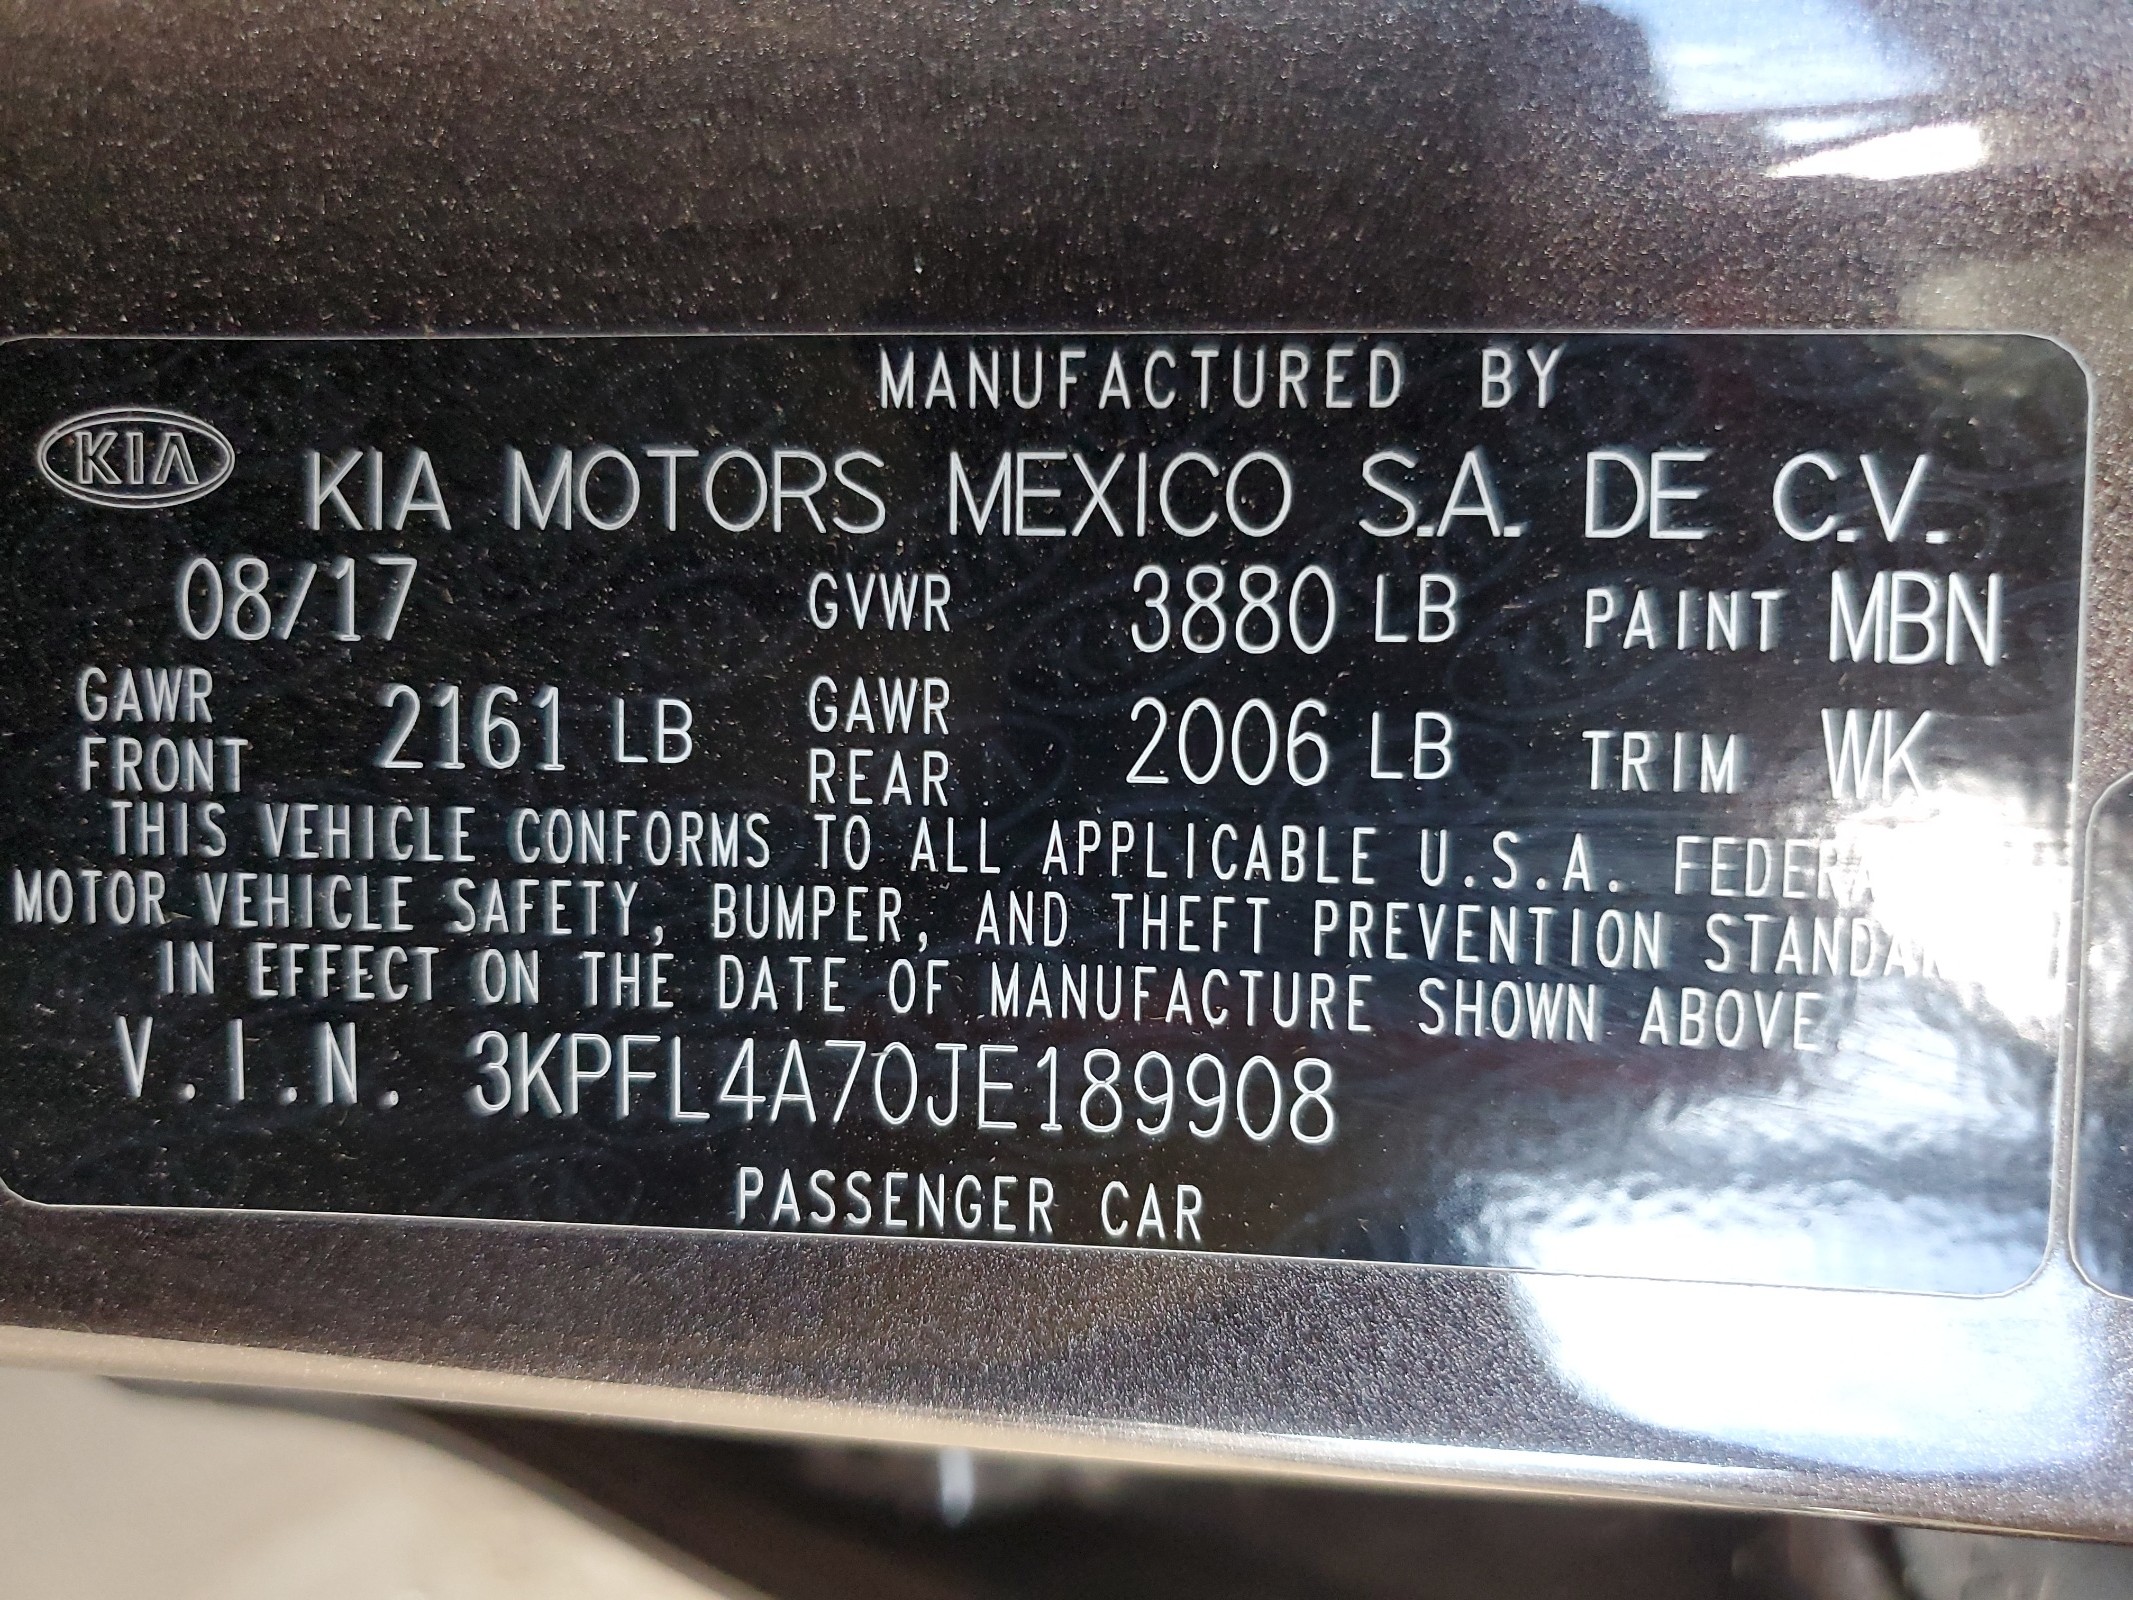 MANUFACTURED BY
KIA KIA MOTORS MEXICO S.A. DE C.V.
08/17 GVWR 3880 LB PAINT MBN
GAWR FRONT 2161 LB GAWR REAR 2006 LB TRIM WK
THIS VEHICLE CONFORMS TO ALL APPLICABLE U.S.A. FEDERA
MOTOR VEHICLE SAFETY, BUMPER, AND THEFT PREVENTION STANDA
IN EFFECT ON THE DATE OF MANUFACTURE SHOWN ABOVE.
V.I.N. 3KPFL4A70JE189908
PASSENGER CAR